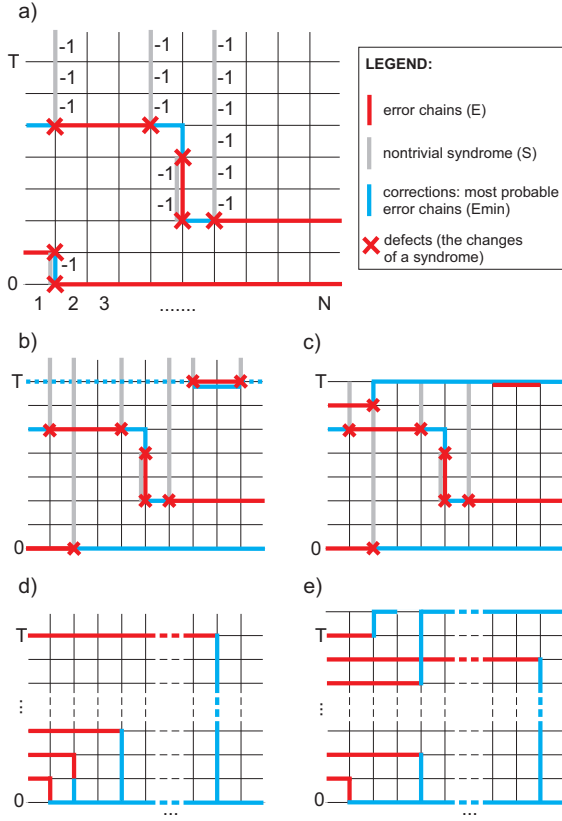 a)
T
-1 -1 -1
-1 -1 -1
-1 -1 -1
-1
-1 -1
-1 -1
-1
0
1 2 3 ....... N
LEGEND:
error chains (E)
nontrivial syndrome (S)
corrections: most probable
error chains (Emin)
defects (the changes
of a syndrome)
b)
T
0
c)
T
0
d)
T
...
0
...
e)
T
...
0
...